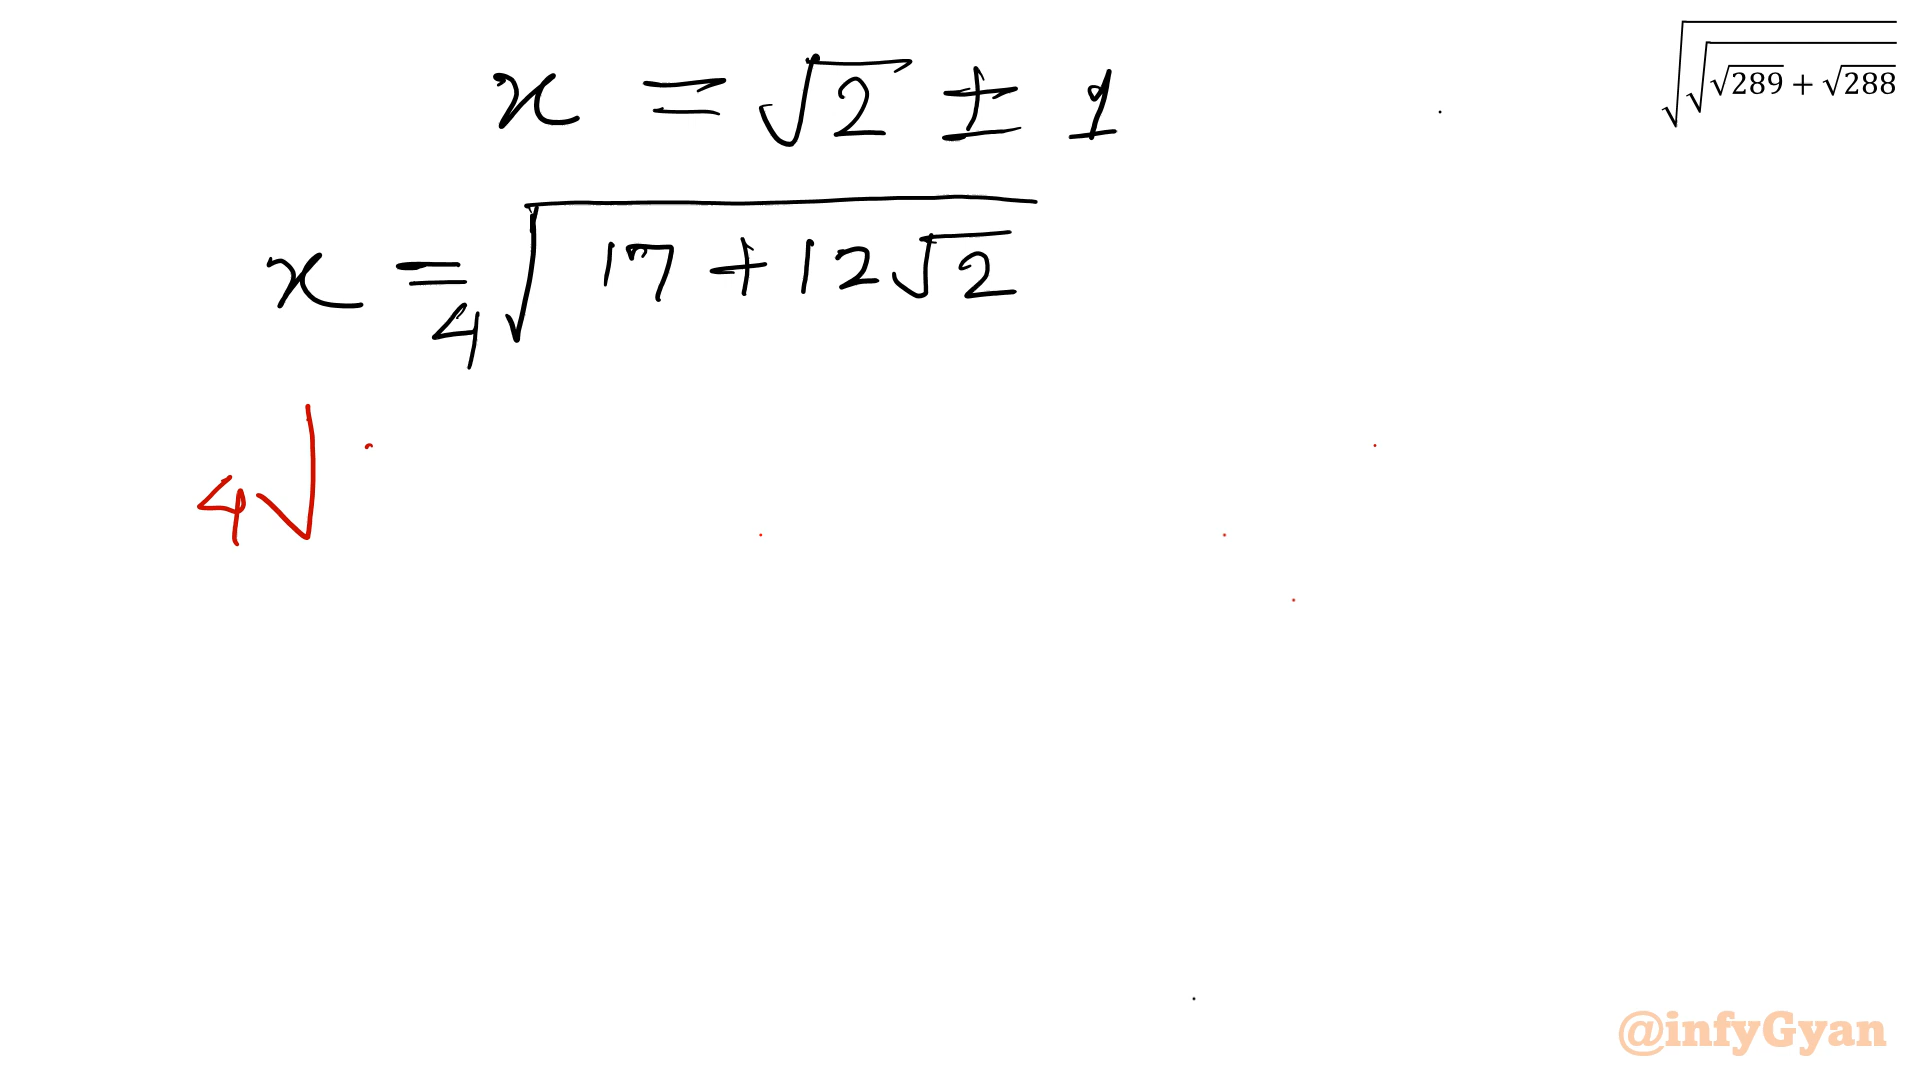 x = √2 ± 1
√√(√289 + √288)
x = ⁴√(17 + 12√2)
⁴√
@infyGyan